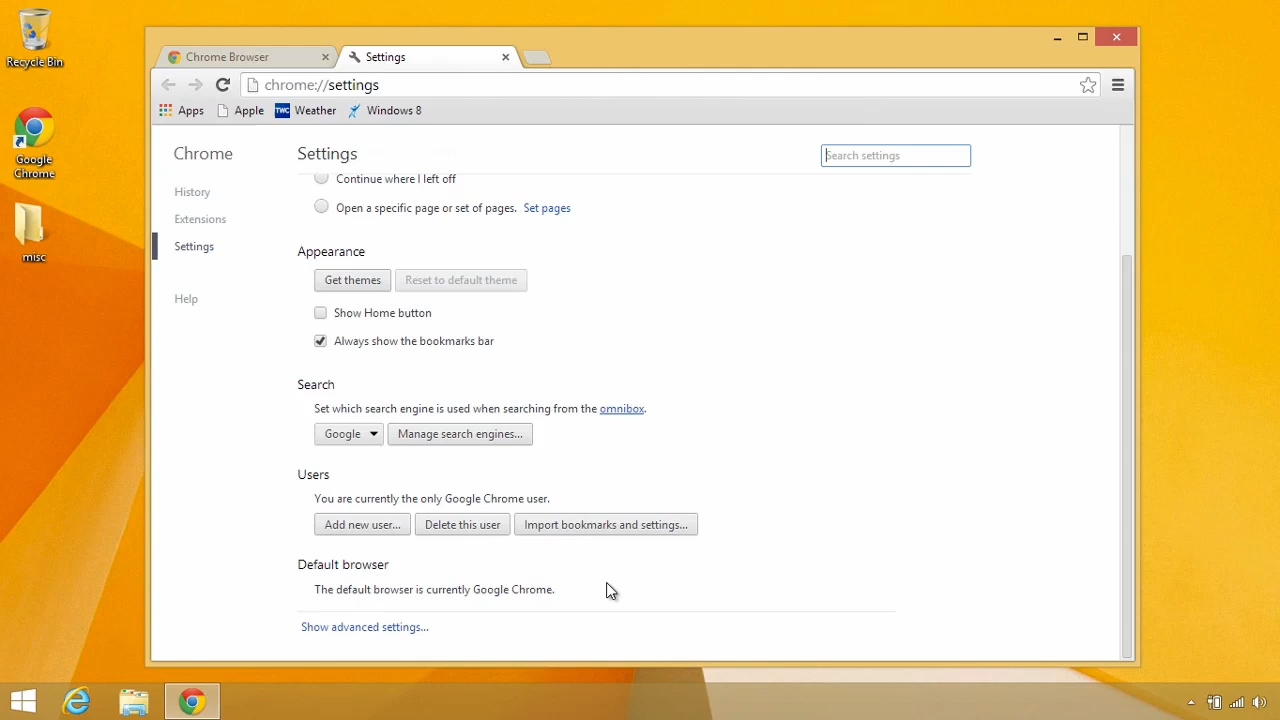 Recycle Bin
Google
Chrome
misc
Chrome Browser
Settings
chrome://settings
Apps
Apple
TWC
Weather
Windows 8
Chrome
History
Extensions
Settings
Help
Settings
Search settings
Continue where I left off
Open a specific page or set of pages. Set pages
Appearance
Get themes
Reset to default theme
Show Home button
Always show the bookmarks bar
Search
Set which search engine is used when searching from the omnibox.
Google
Manage search engines...
Users
You are currently the only Google Chrome user.
Add new user...
Delete this user
Import bookmarks and settings...
Default browser
The default browser is currently Google Chrome.
Show advanced settings...